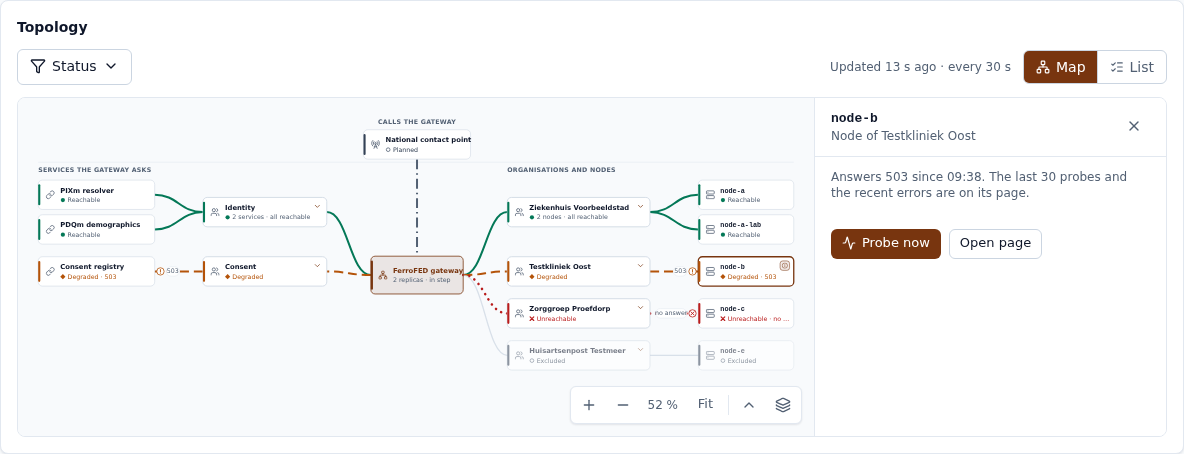 Topology
Status
Updated 13 s ago · every 30 s
Map
List
CALLS THE GATEWAY
National contact point
Planned
SERVICES THE GATEWAY ASKS
ORGANISATIONS AND NODES
PIXm resolver
Reachable
PDQm demographics
Reachable
Identity
2 services · all reachable
Ziekenhuis Voorbeeldstad
2 nodes · all reachable
node-a
Reachable
node-a-lab
Reachable
Consent registry
Degraded · 503
503
Consent
Degraded
FerroFED gateway
2 replicas · in step
Testkliniek Oost
Degraded
503
node-b
Degraded · 503
Zorggroep Proefdorp
Unreachable
no answer
node-c
Unreachable · no ...
Huisartsenpost Testmeer
Excluded
node-e
Excluded
52 %
Fit
node-b
Node of Testkliniek Oost
Answers 503 since 09:38. The last 30 probes and
the recent errors are on its page.
Probe now
Open page